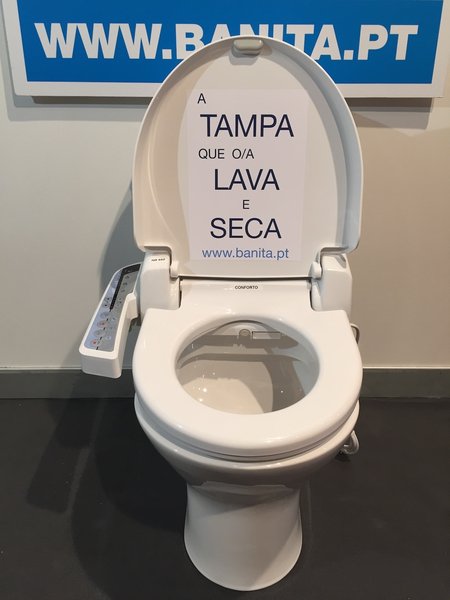 WWW.BANITA.PT
A
TAMPA
QUE O/A
LAVA
E
SECA
www.banita.pt
CONFORTO